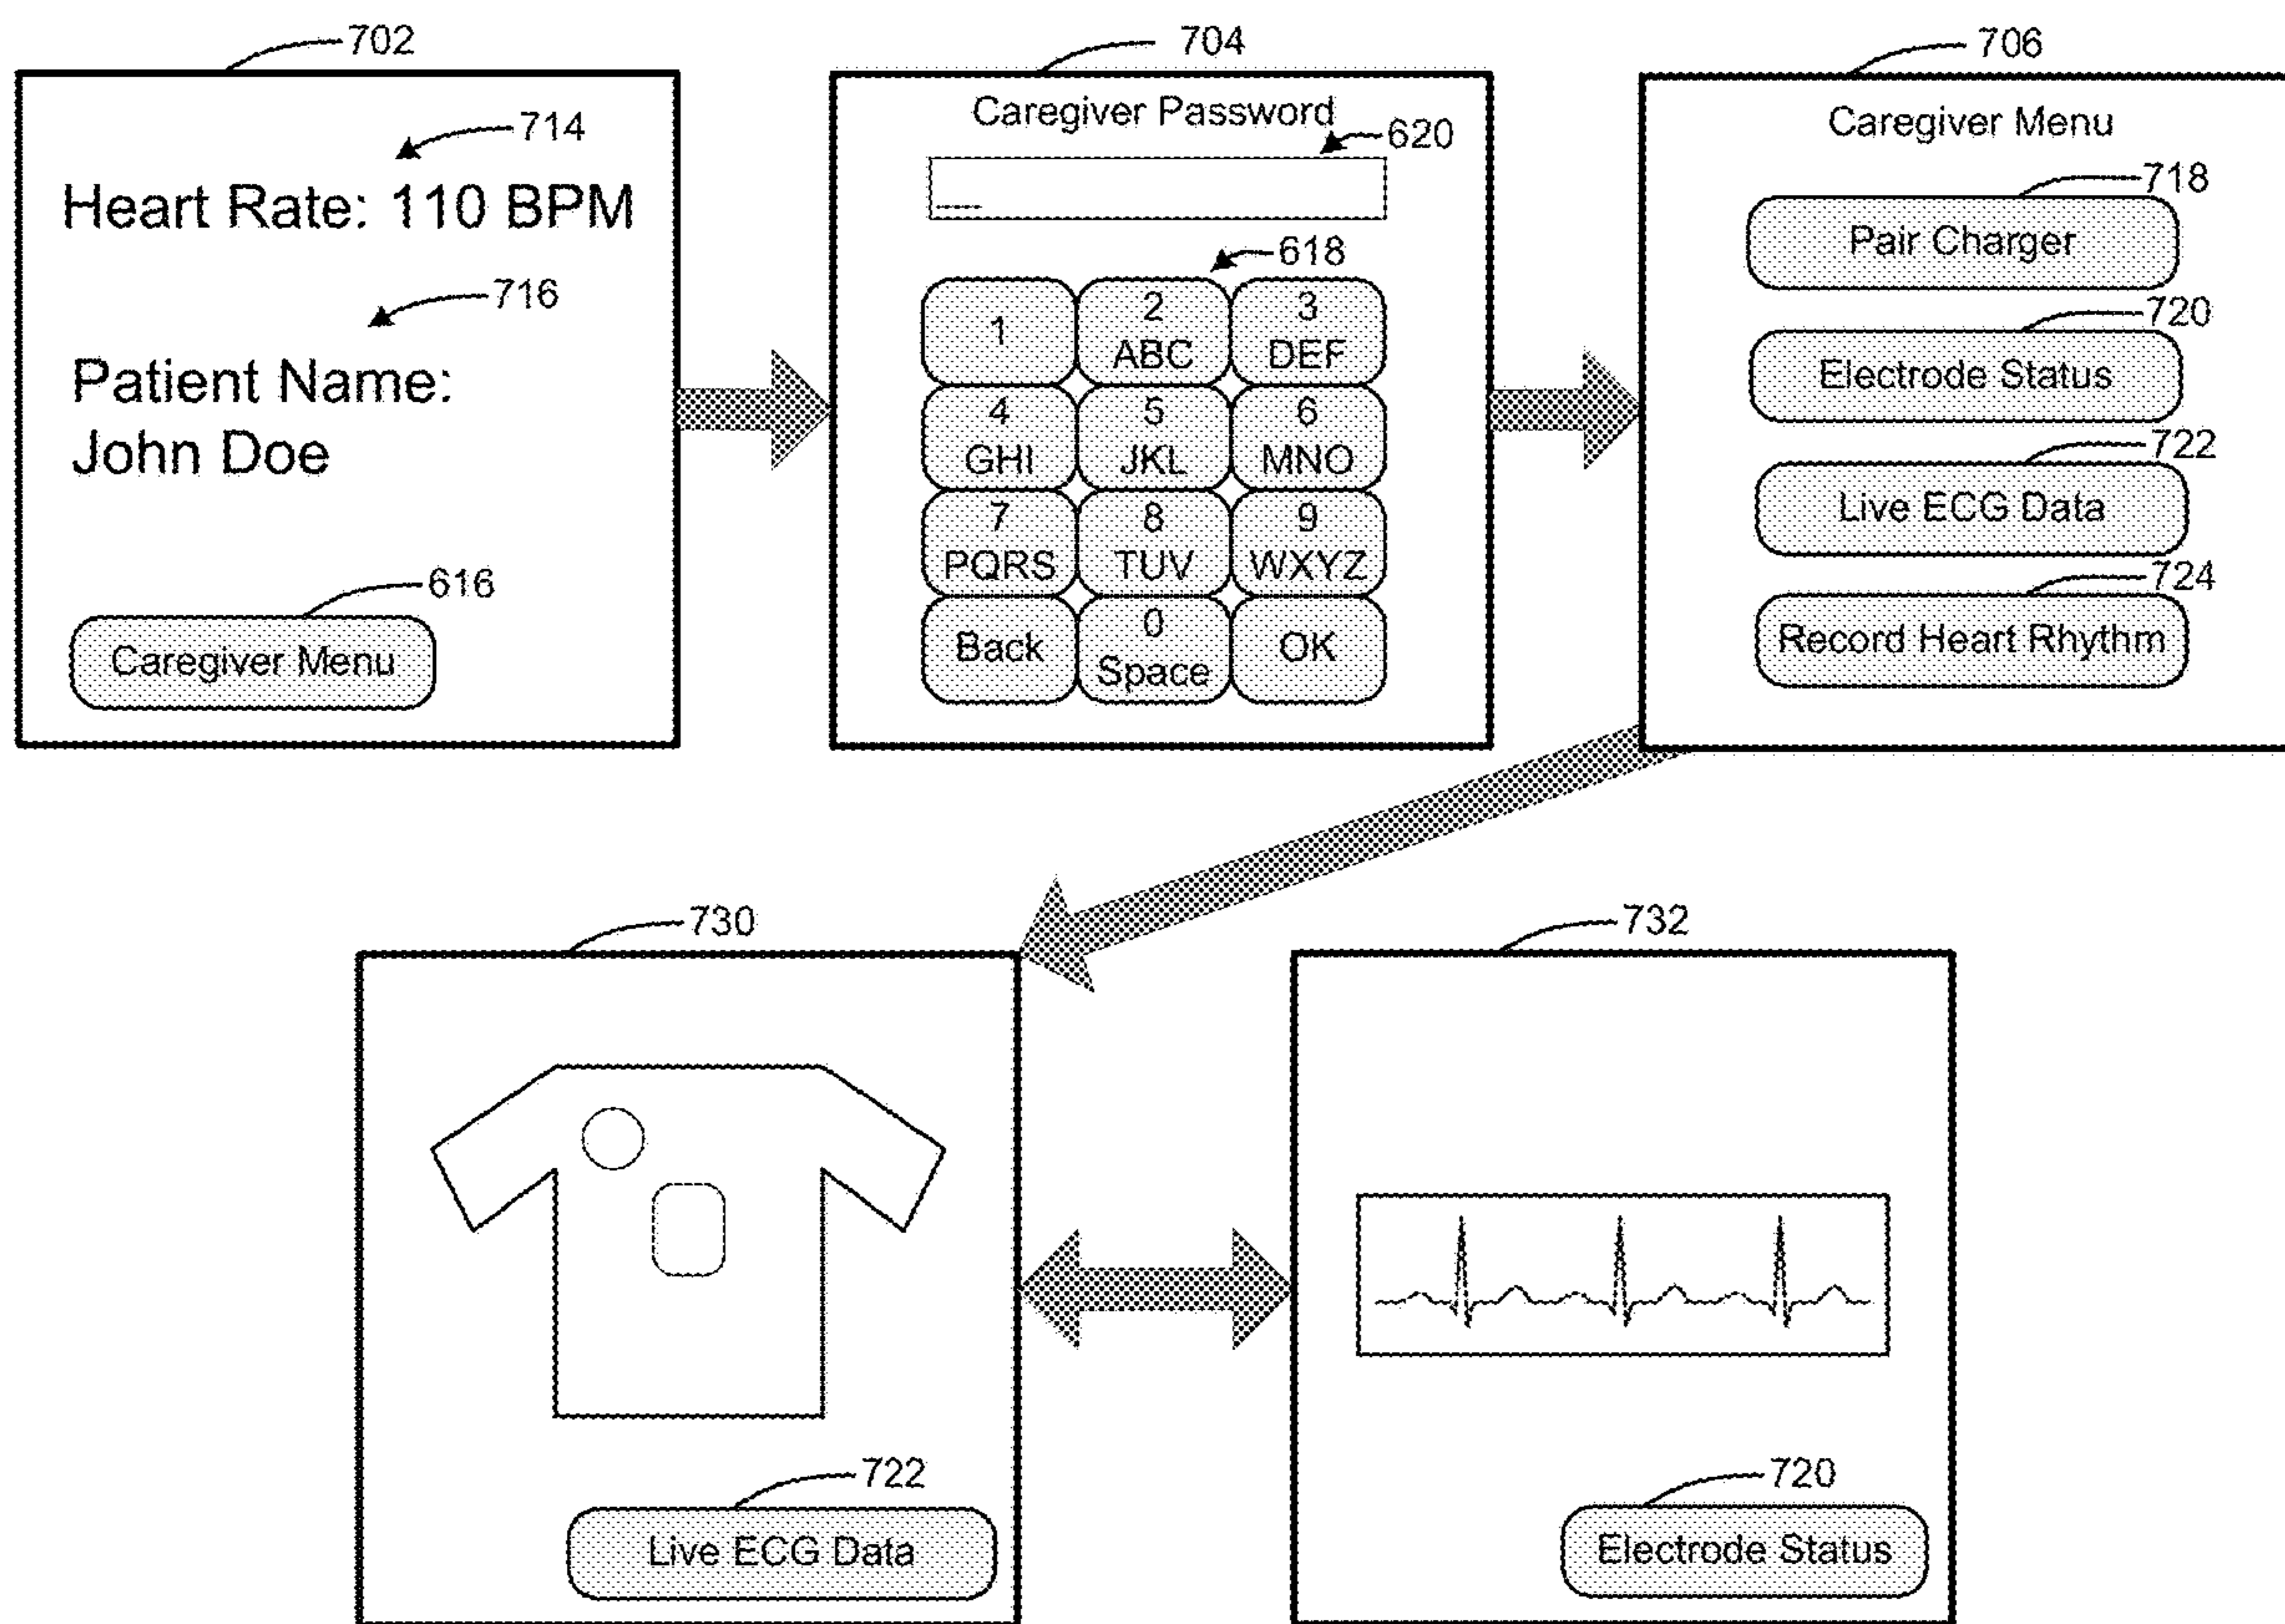 702
714
Heart Rate: 110 BPM
716
Patient Name:
John Doe
616
Caregiver Menu
704
Caregiver Password
620
618
1
2
ABC
3
DEF
4
GHI
5
JKL
6
MNO
7
PQRS
8
TUV
9
WXYZ
Back
0
Space
OK
706
Caregiver Menu
718
Pair Charger
720
Electrode Status
722
Live ECG Data
724
Record Heart Rhythm
730
722
Live ECG Data
732
720
Electrode Status